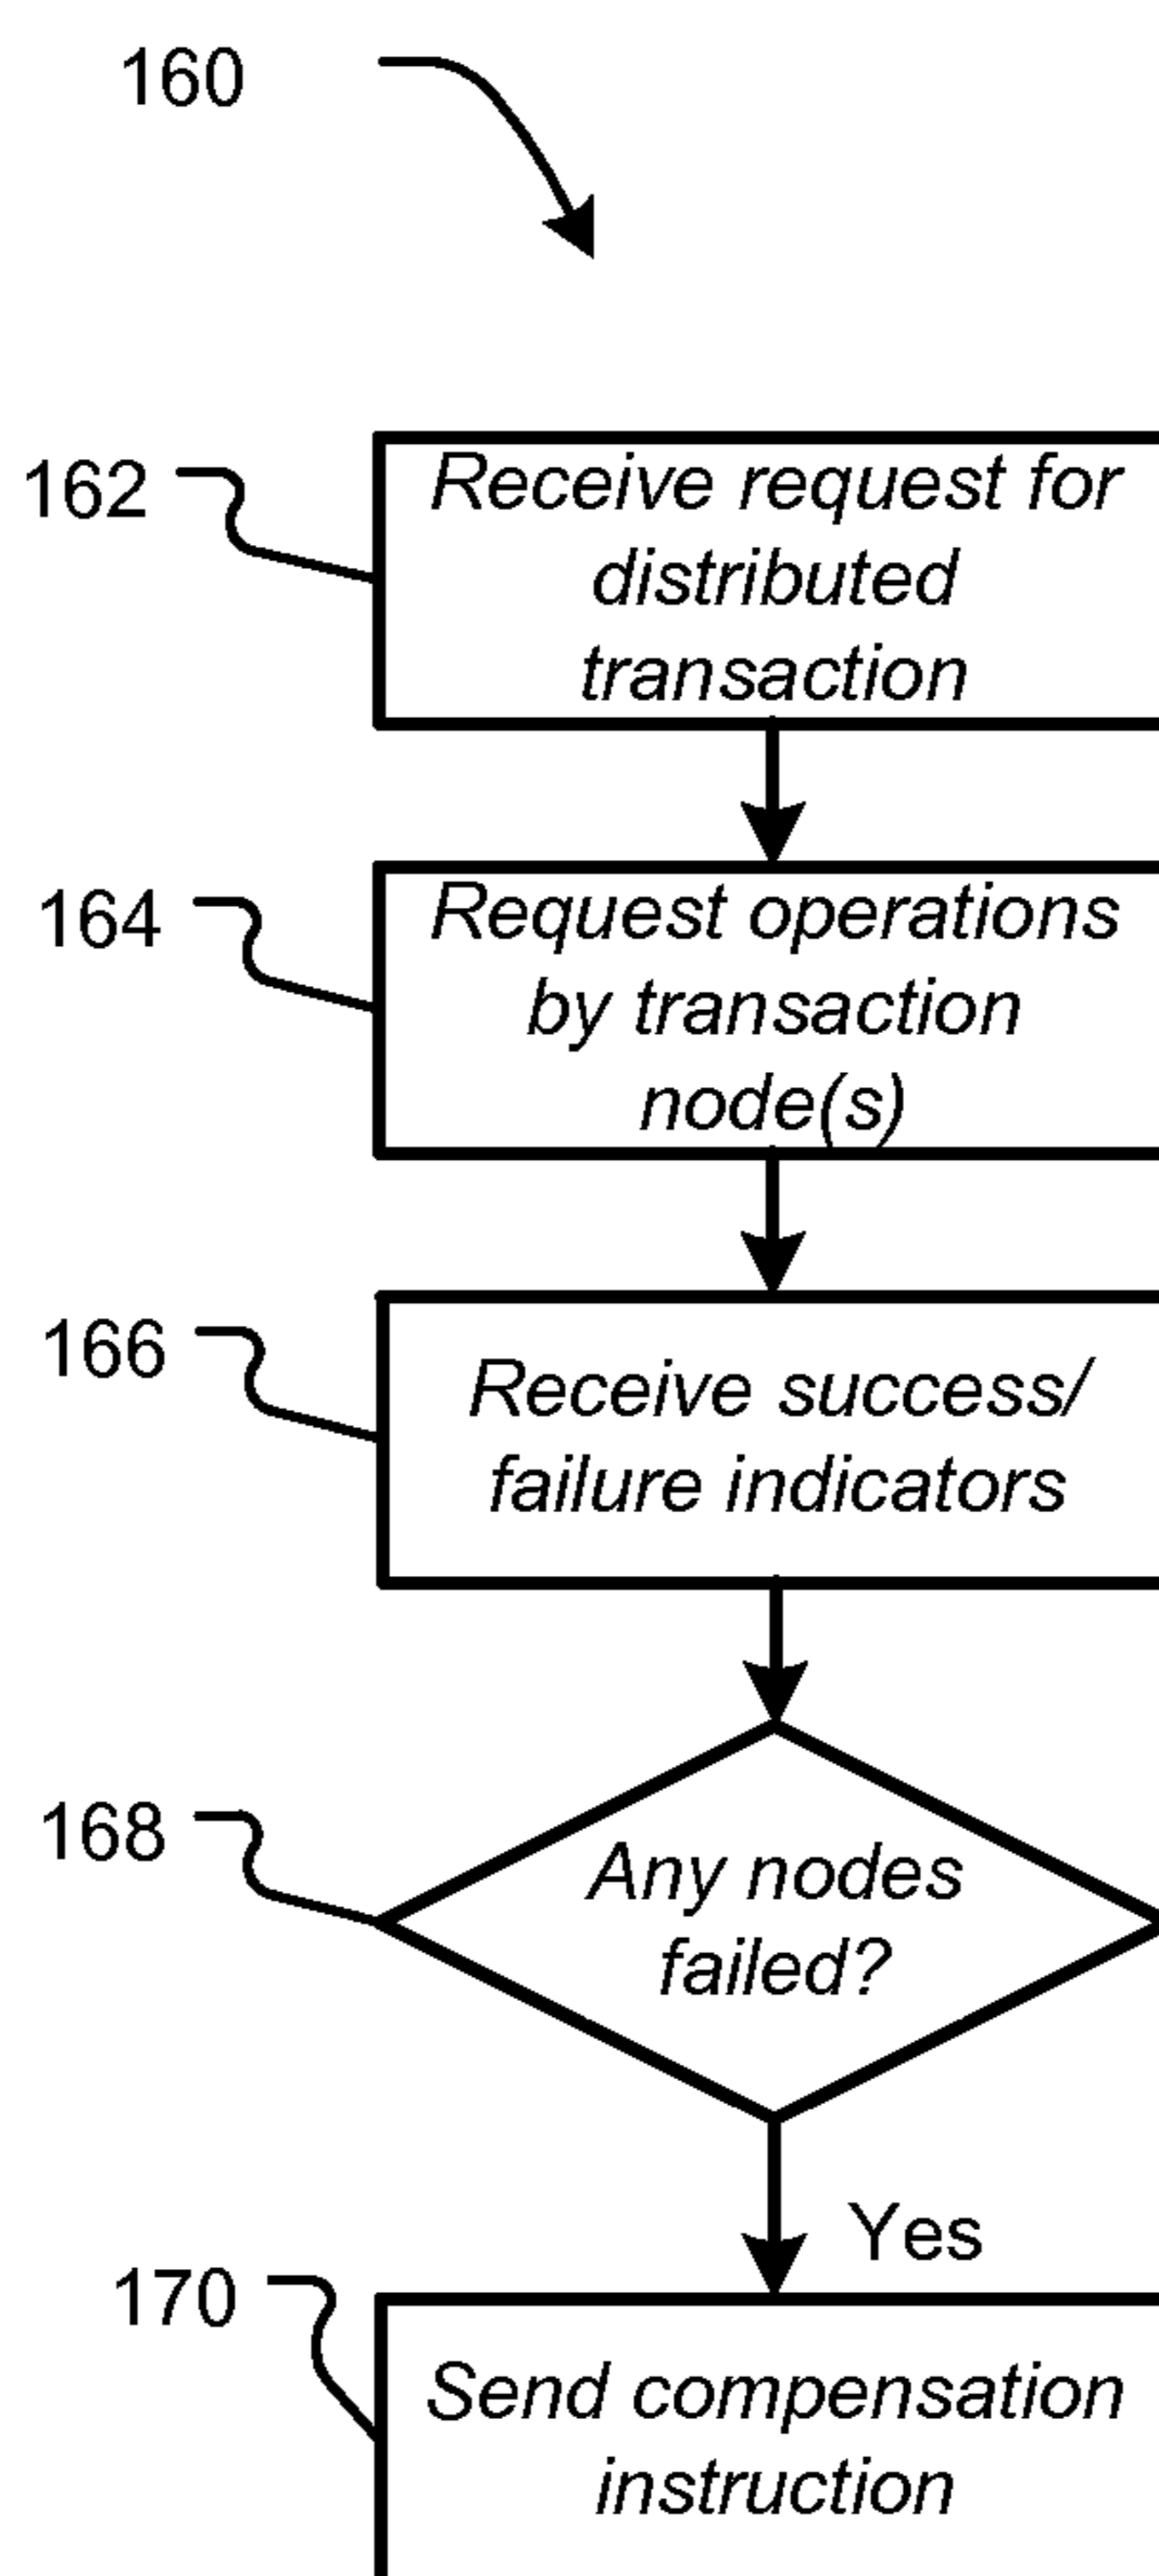 160
162
Receive request for
distributed
transaction
164
Request operations
by transaction
node(s)
166
Receive success/
failure indicators
168
Any nodes
failed?
Yes
170
Send compensation
instruction